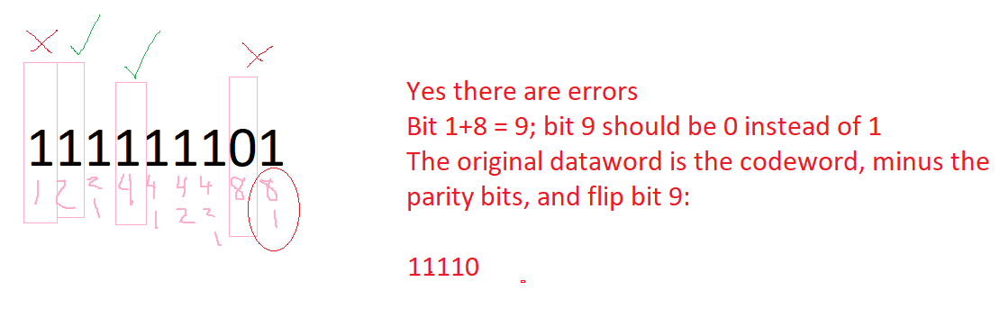 111111101
1 2 2 4 4 4 4 8 8
1 1 2 2 1
1
Yes there are errors
Bit 1+8 = 9; bit 9 should be 0 instead of 1
The original dataword is the codeword, minus the
parity bits, and flip bit 9:
11110